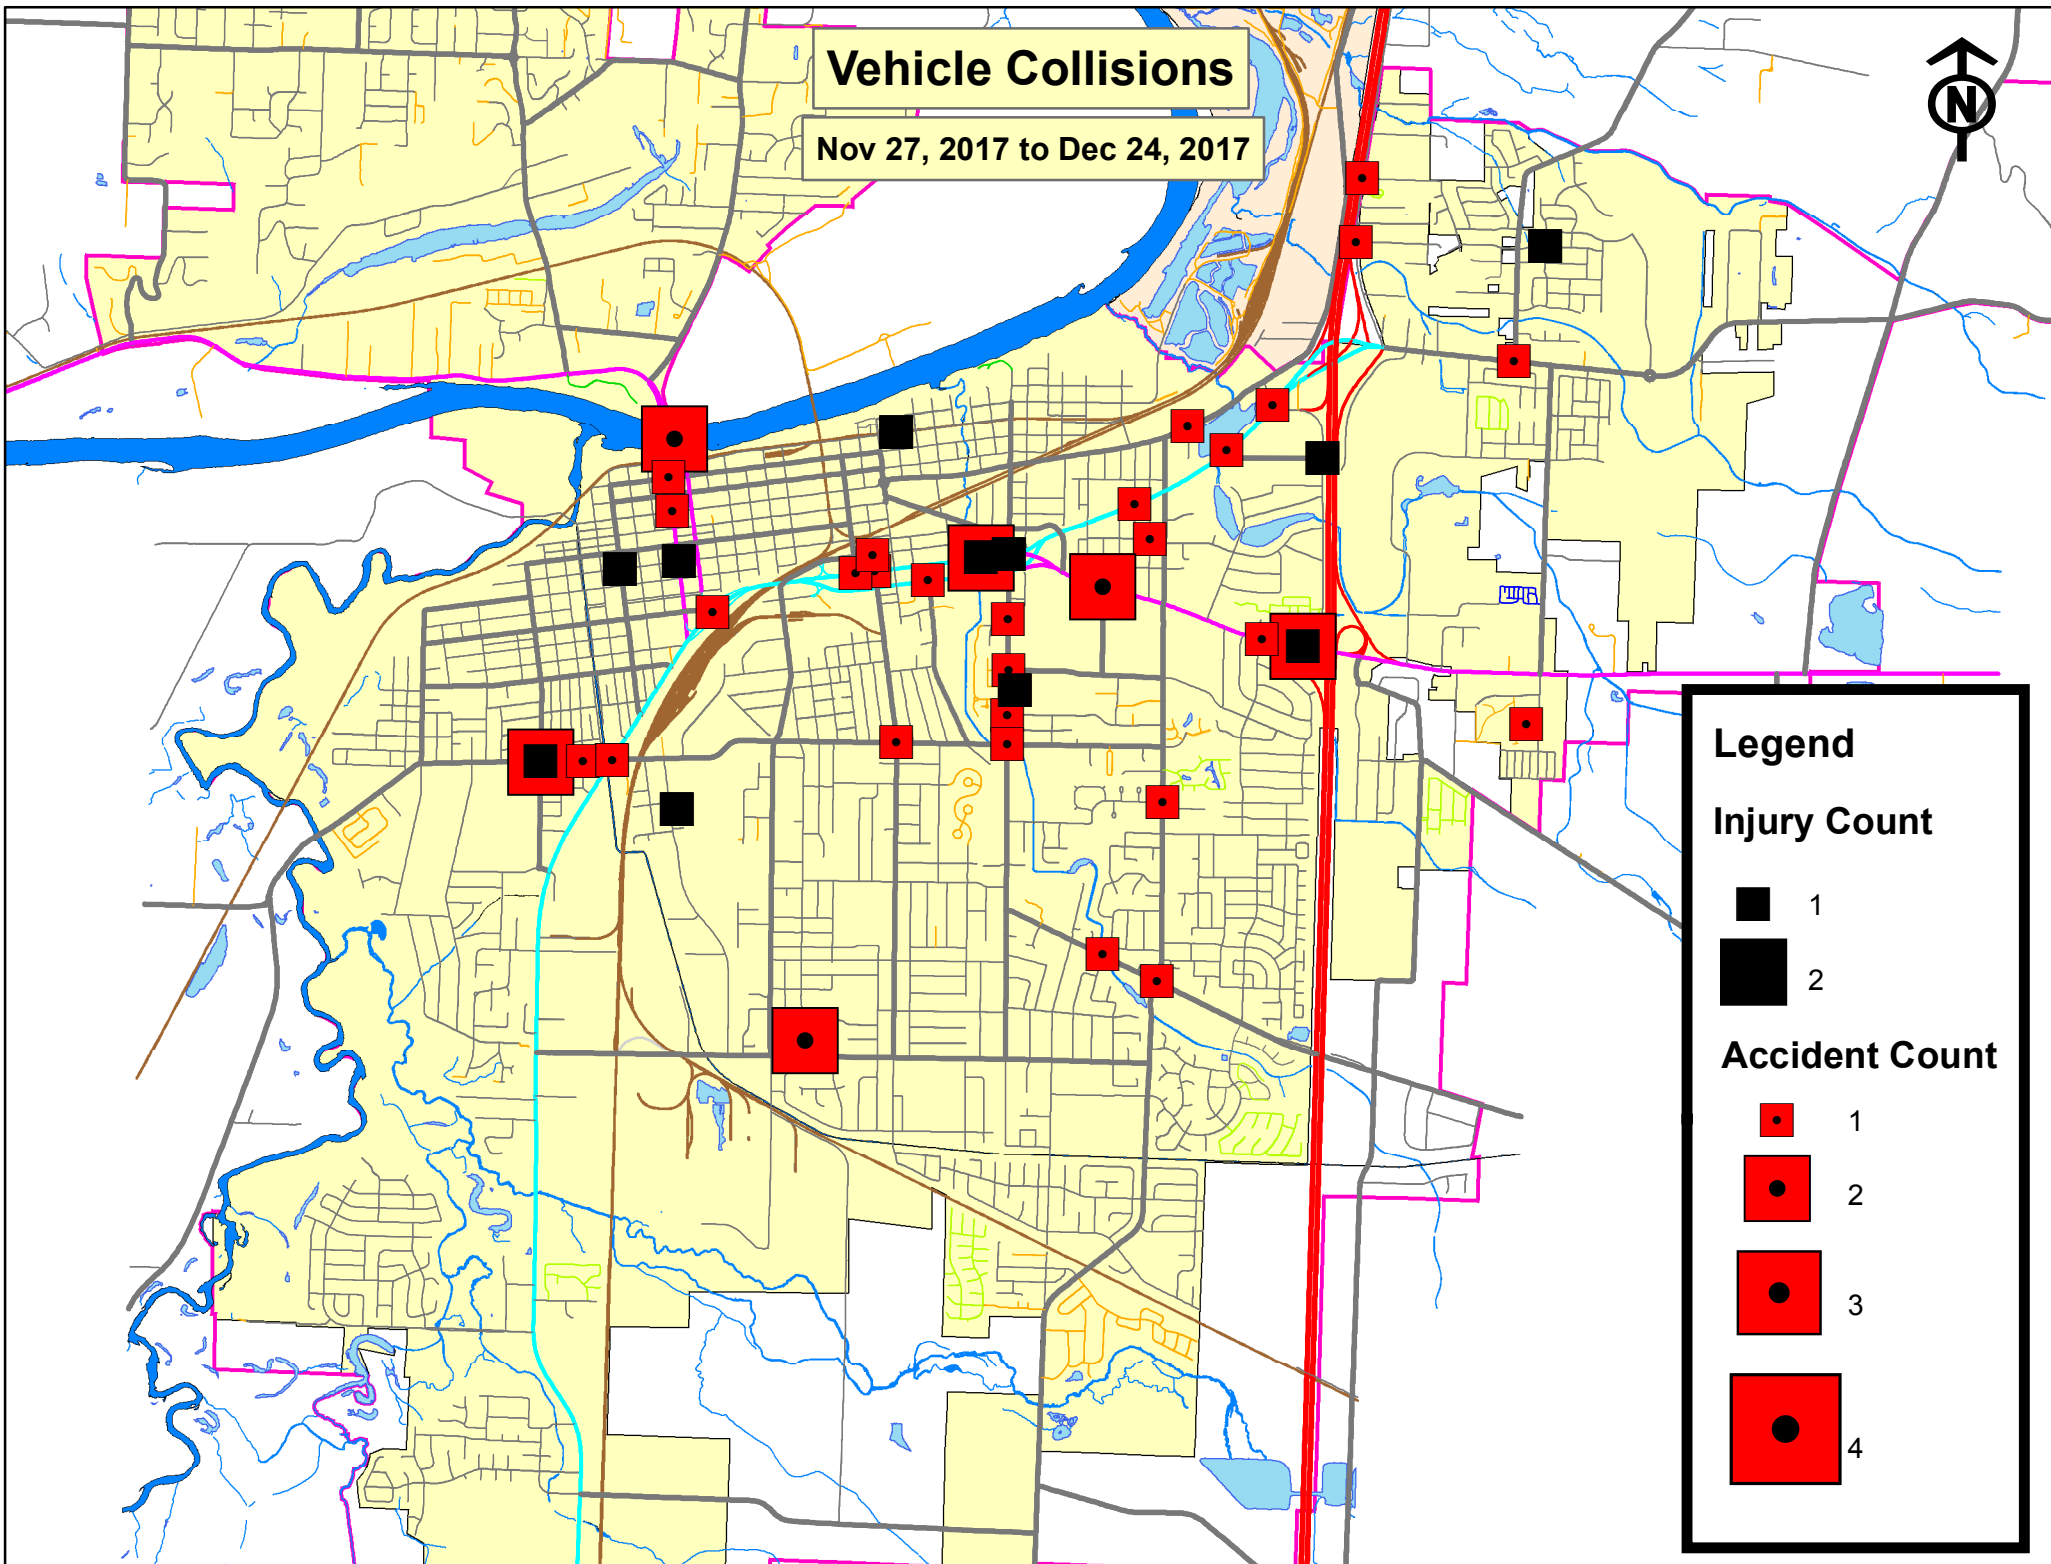 Vehicle Collisions
Nov 27, 2017 to Dec 24, 2017
N
Legend
Injury Count
1
2
Accident Count
1
2
3
4